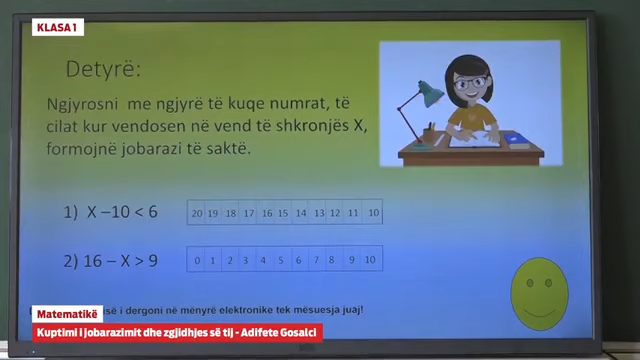 KLASA 1
Detyrë:
Ngjyrosni me ngjyrë të kuqe numrat, të
cilat kur vendosen në vend të shkronjës X,
formojnë jobarazi të saktë.
1) X –10 < 6
20 19 18 17 16 15 14 13 12 11 10
2) 16 – X > 9
0 1 2 3 4 5 6 7 8 9 10
i dergoni në mënyrë elektronike tek mësuesja juaj!
Matematikë
Kuptimi i jobarazimit dhe zgjidhjes së tij - Adifete Gosalci